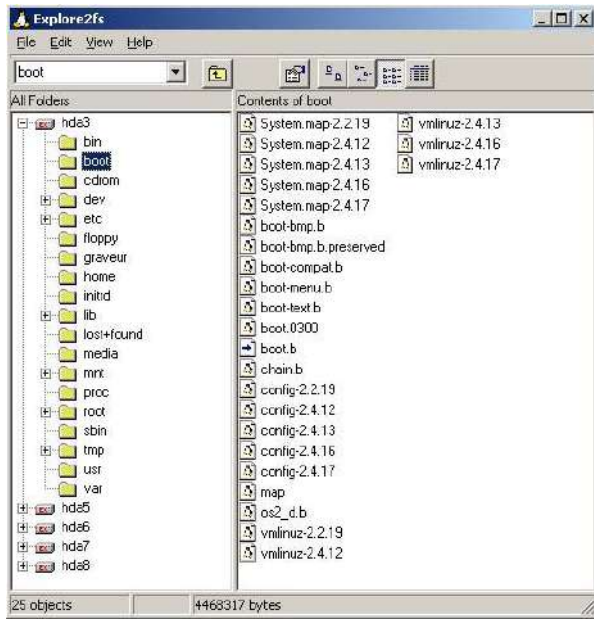 Explore2fs
File Edit View Help
boot
All Folders
Contents of boot
hda3
bin
boot
cdrom
dev
etc
floppy
graveur
home
initrd
lib
lost+found
media
mnt
proc
root
sbin
tmp
usr
var
hda5
hda6
hda7
hda8
System.map-2.2.19
System.map-2.4.12
System.map-2.4.13
System.map-2.4.16
System.map-2.4.17
boot-bmp.b
boot-bmp.b.preserved
boot-compat.b
boot-menu.b
boot-text.b
boot.0300
boot.b
chain.b
config-2.2.19
config-2.4.12
config-2.4.13
config-2.4.16
config-2.4.17
map
os2_d.b
vmlinuz-2.2.19
vmlinuz-2.4.12
vmlinuz-2.4.13
vmlinuz-2.4.16
vmlinuz-2.4.17
25 objects
4468317 bytes